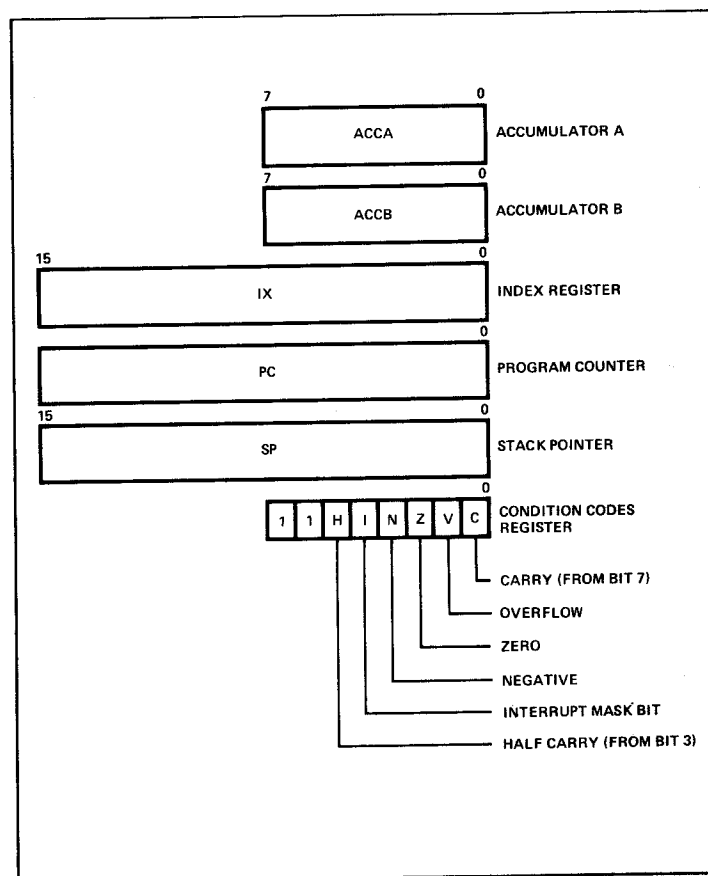 7 0
ACCA ACCUMULATOR A
7 0
ACCB ACCUMULATOR B
15 0
IX INDEX REGISTER
0
PC PROGRAM COUNTER
15 0
SP STACK POINTER
0
1 1 H I N Z V C CONDITION CODES
REGISTER
CARRY (FROM BIT 7)
OVERFLOW
ZERO
NEGATIVE
INTERRUPT MASK BIT
HALF CARRY (FROM BIT 3)